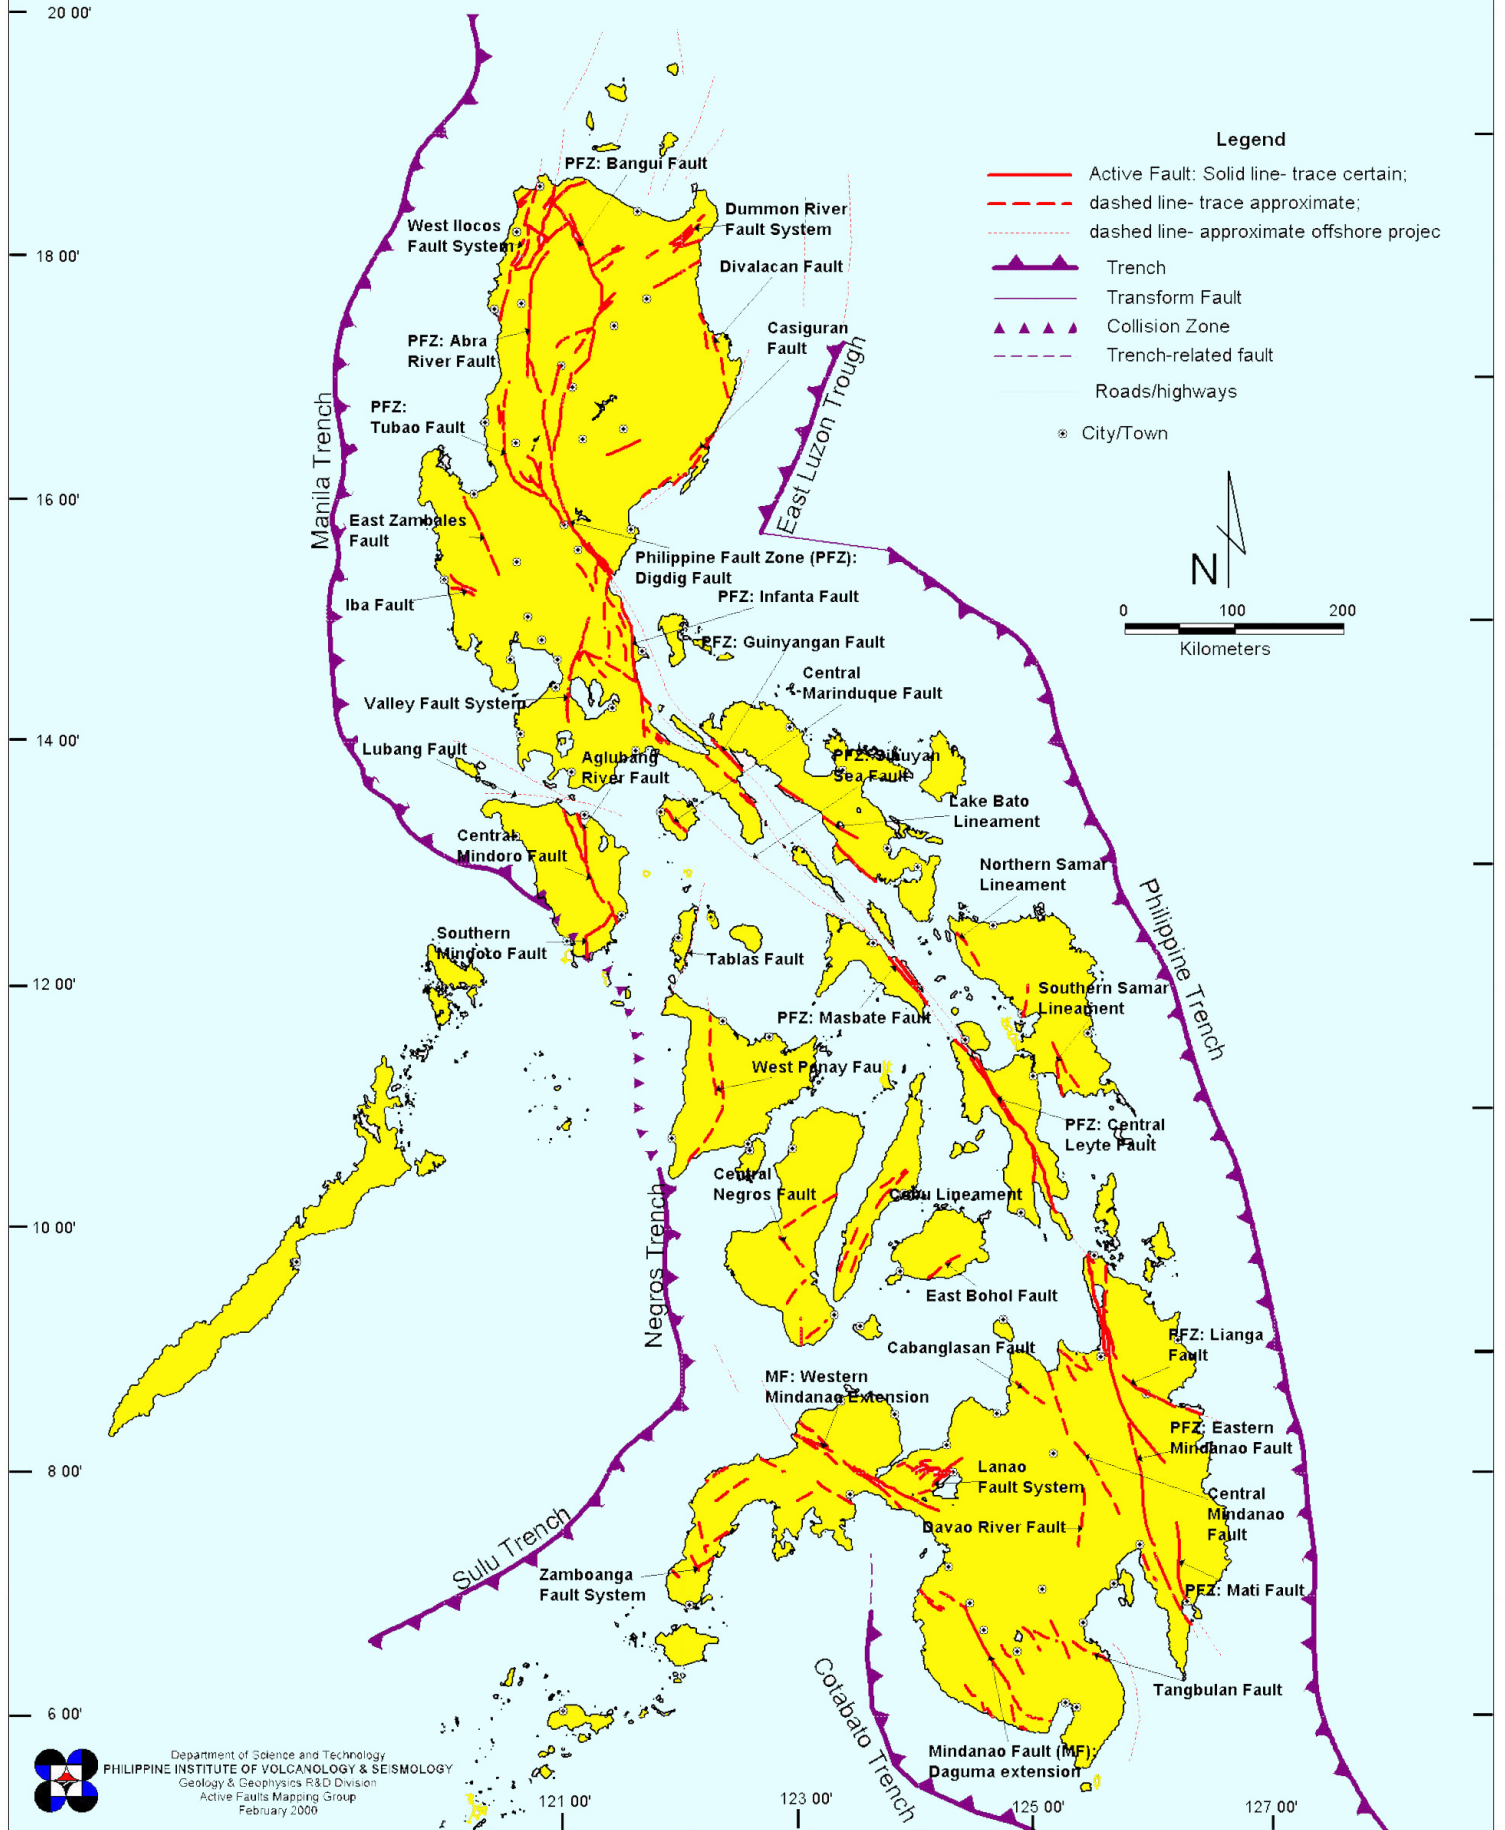 20 00'
Legend
PFZ: Bangui Fault
Active Fault: Solid line- trace certain;
dashed line- trace approximate;
dashed line- approximate offshore projec
Dummon River
Fault System
West Ilocos
Fault System
18 00'
Divalacan Fault
Trench
Transform Fault
Collision Zone
Trench-related fault
Casiguran
Fault
PFZ: Abra
River Fault
Roads/highways
City/Town
PFZ:
Tubao Fault
Manila Trench
East Luzon Trough
16 00'
East Zambales
Fault
Philippine Fault Zone (PFZ):
Digdig Fault
N
Iba Fault
PFZ: Infanta Fault
0 100 200
Kilometers
PFZ: Guinyangan Fault
Central
Marinduque Fault
Valley Fault System
14 00'
Lubang Fault
Aglubang
River Fault
PFZ: Sibuyan
Sea Fault
Lake Bato
Lineament
Central
Mindoro Fault
Northern Samar
Lineament
Philippine Trench
Southern
Mindoro Fault
Tablas Fault
12 00'
Southern Samar
Lineament
PFZ: Masbate Fault
West Panay Fault
PFZ: Central
Leyte Fault
Central
Negros Fault
Cebu Lineament
10 00'
Negros Trench
East Bohol Fault
PFZ: Lianga
Fault
Cabanglasan Fault
MF: Western
Mindanao Extension
PFZ: Eastern
Mindanao Fault
8 00'
Lanao
Fault System
Central
Mindanao
Fault
Davao River Fault
Sulu Trench
Zamboanga
Fault System
PFZ: Mati Fault
Cotabato Trench
Tangbulan Fault
6 00'
Mindanao Fault (MF):
Daguma extension
Department of Science and Technology
PHILIPPINE INSTITUTE OF VOLCANOLOGY & SEISMOLOGY
Geology & Geophysics R&D Division
Active Faults Mapping Group
February 2000
121 00'
123 00'
125 00'
127 00'